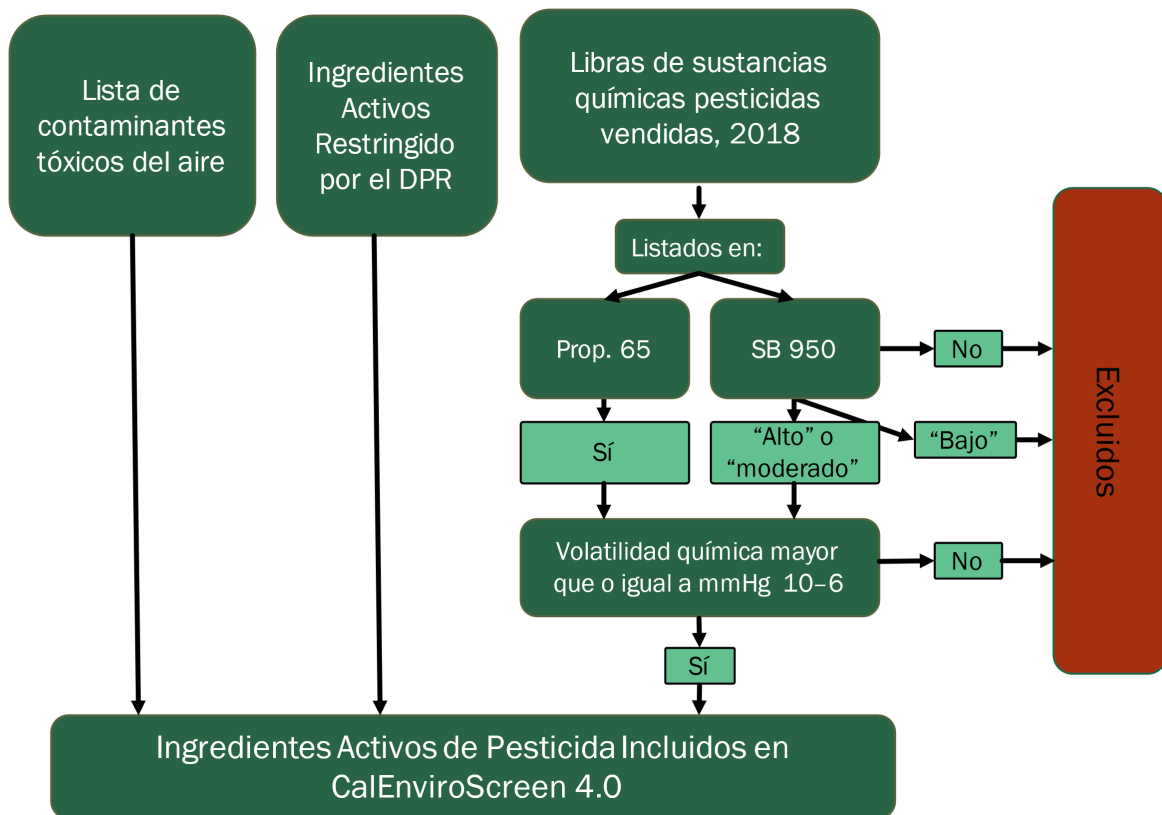 Lista de
contaminantes
tóxicos del aire
Ingredientes
Activos
Restringido
por el DPR
Libras de sustancias
químicas pesticidas
vendidas, 2018
Listados en:
Prop. 65
SB 950
No
Sí
“Alto” o
“moderado”
“Bajo”
Volatilidad química mayor
que o igual a mmHg 10–6
No
Sí
Excluidos
Ingredientes Activos de Pesticida Incluidos en
CalEnviroScreen 4.0